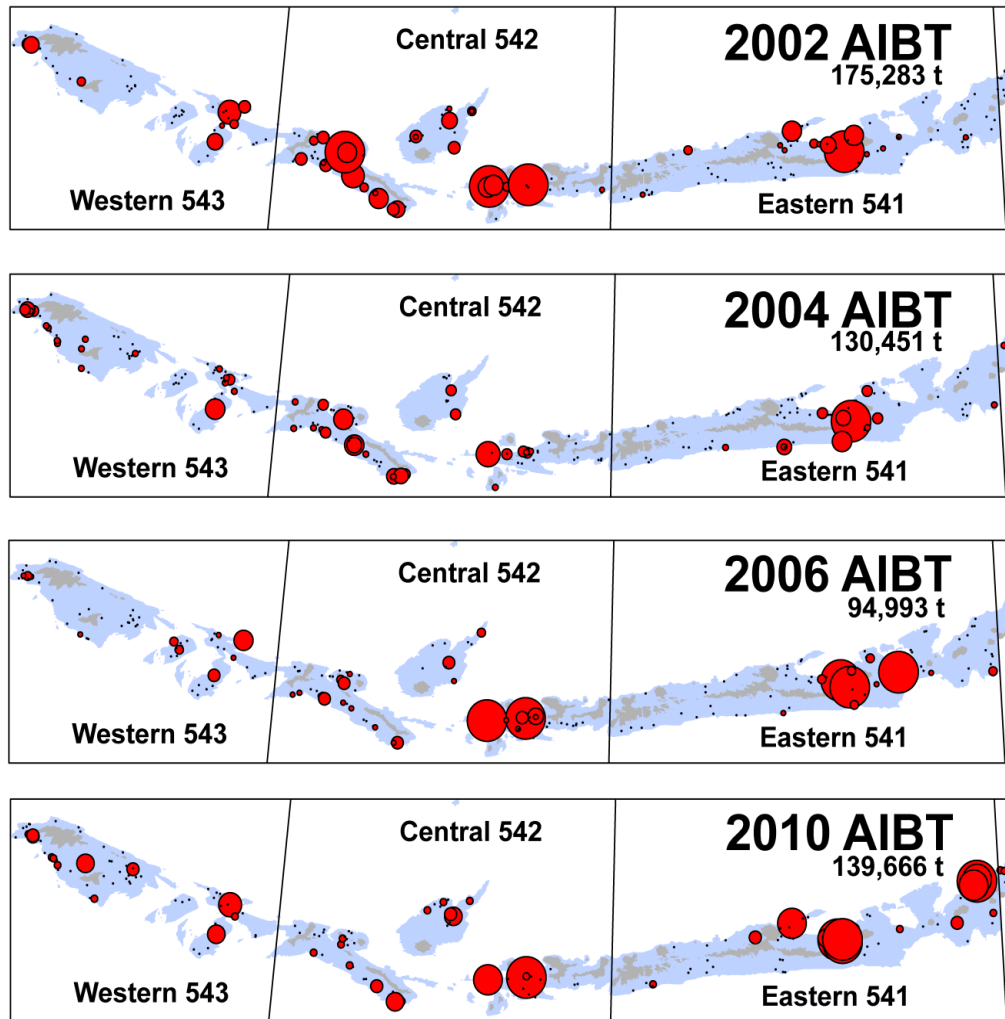 Central 542
2002 AIBT
175,283 t
Western 543
Eastern 541
Central 542
2004 AIBT
130,451 t
Western 543
Eastern 541
Central 542
2006 AIBT
94,993 t
Western 543
Eastern 541
Central 542
2010 AIBT
139,666 t
Western 543
Eastern 541